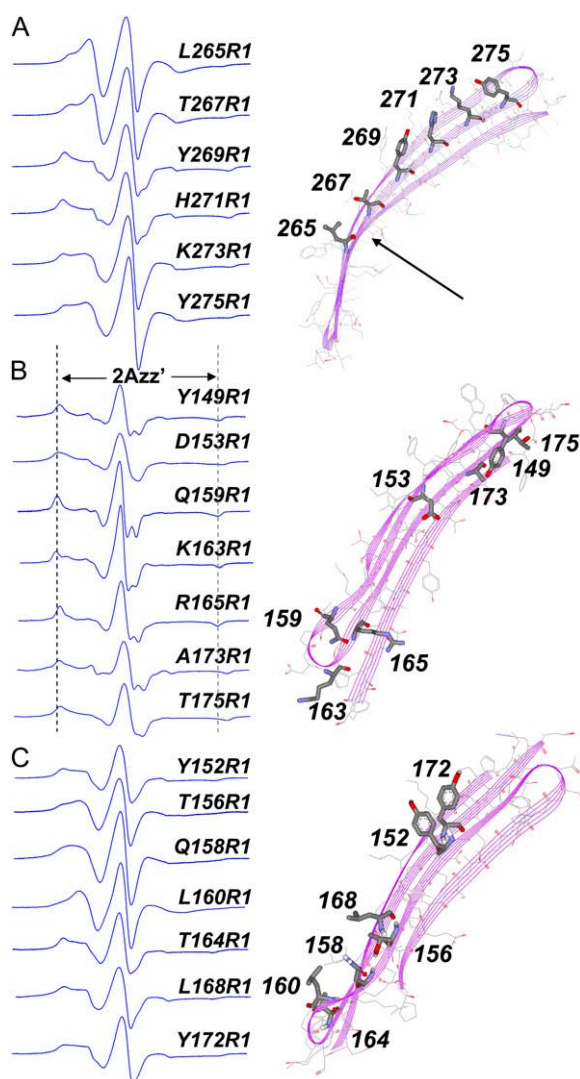 A
L265R1
T267R1
Y269R1
H271R1
K273R1
Y275R1
275
273
271
269
267
265
B
2Azz'
Y149R1
D153R1
Q159R1
K163R1
R165R1
A173R1
T175R1
175
149
153
173
159
165
163
C
Y152R1
T156R1
Q158R1
L160R1
T164R1
L168R1
Y172R1
172
152
168
158
156
160
164